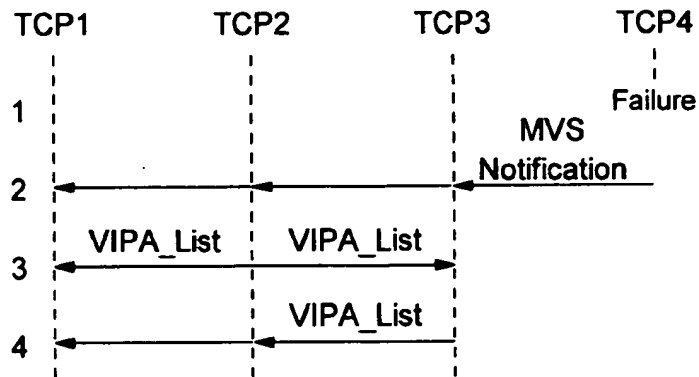 TCP1 TCP2 TCP3 TCP4
1 Failure
MVS
Notification
2
VIPA_List VIPA_List
3
VIPA_List
4